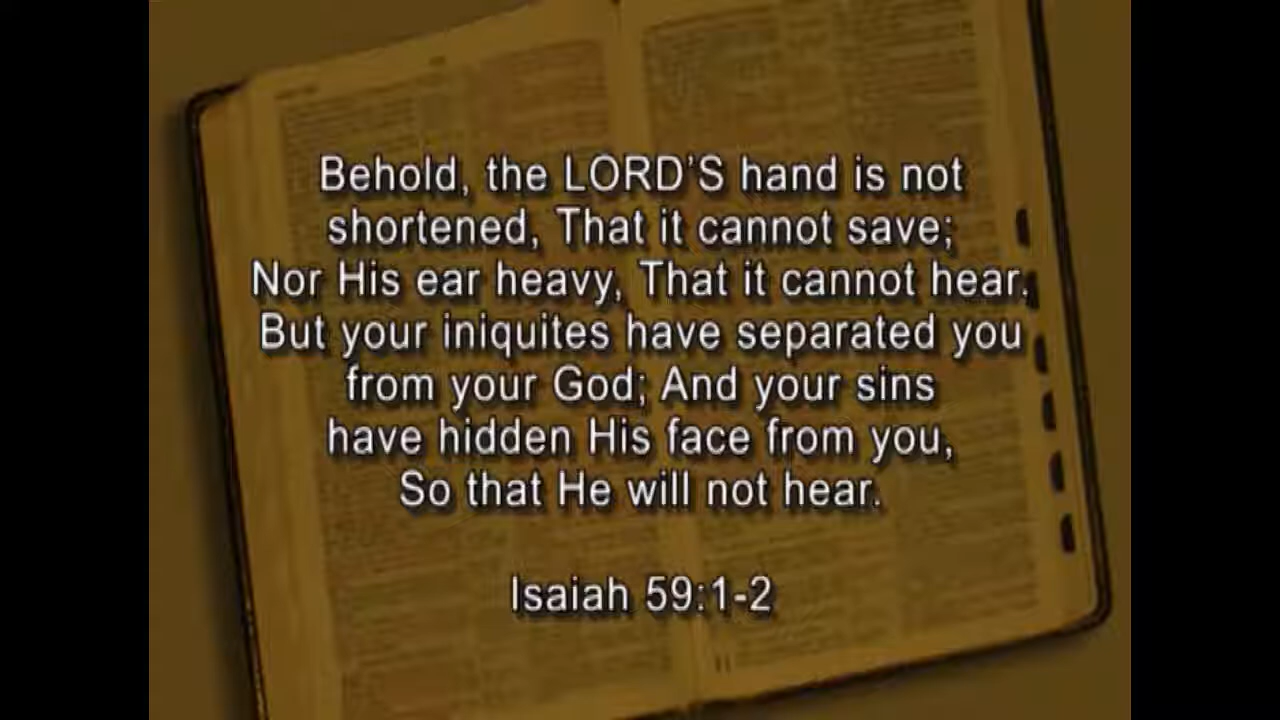 Behold, the LORD'S hand is not
shortened, That it cannot save;
Nor His ear heavy, That it cannot hear.
But your iniquites have separated you
from your God; And your sins
have hidden His face from you,
So that He will not hear.
Isaiah 59:1-2